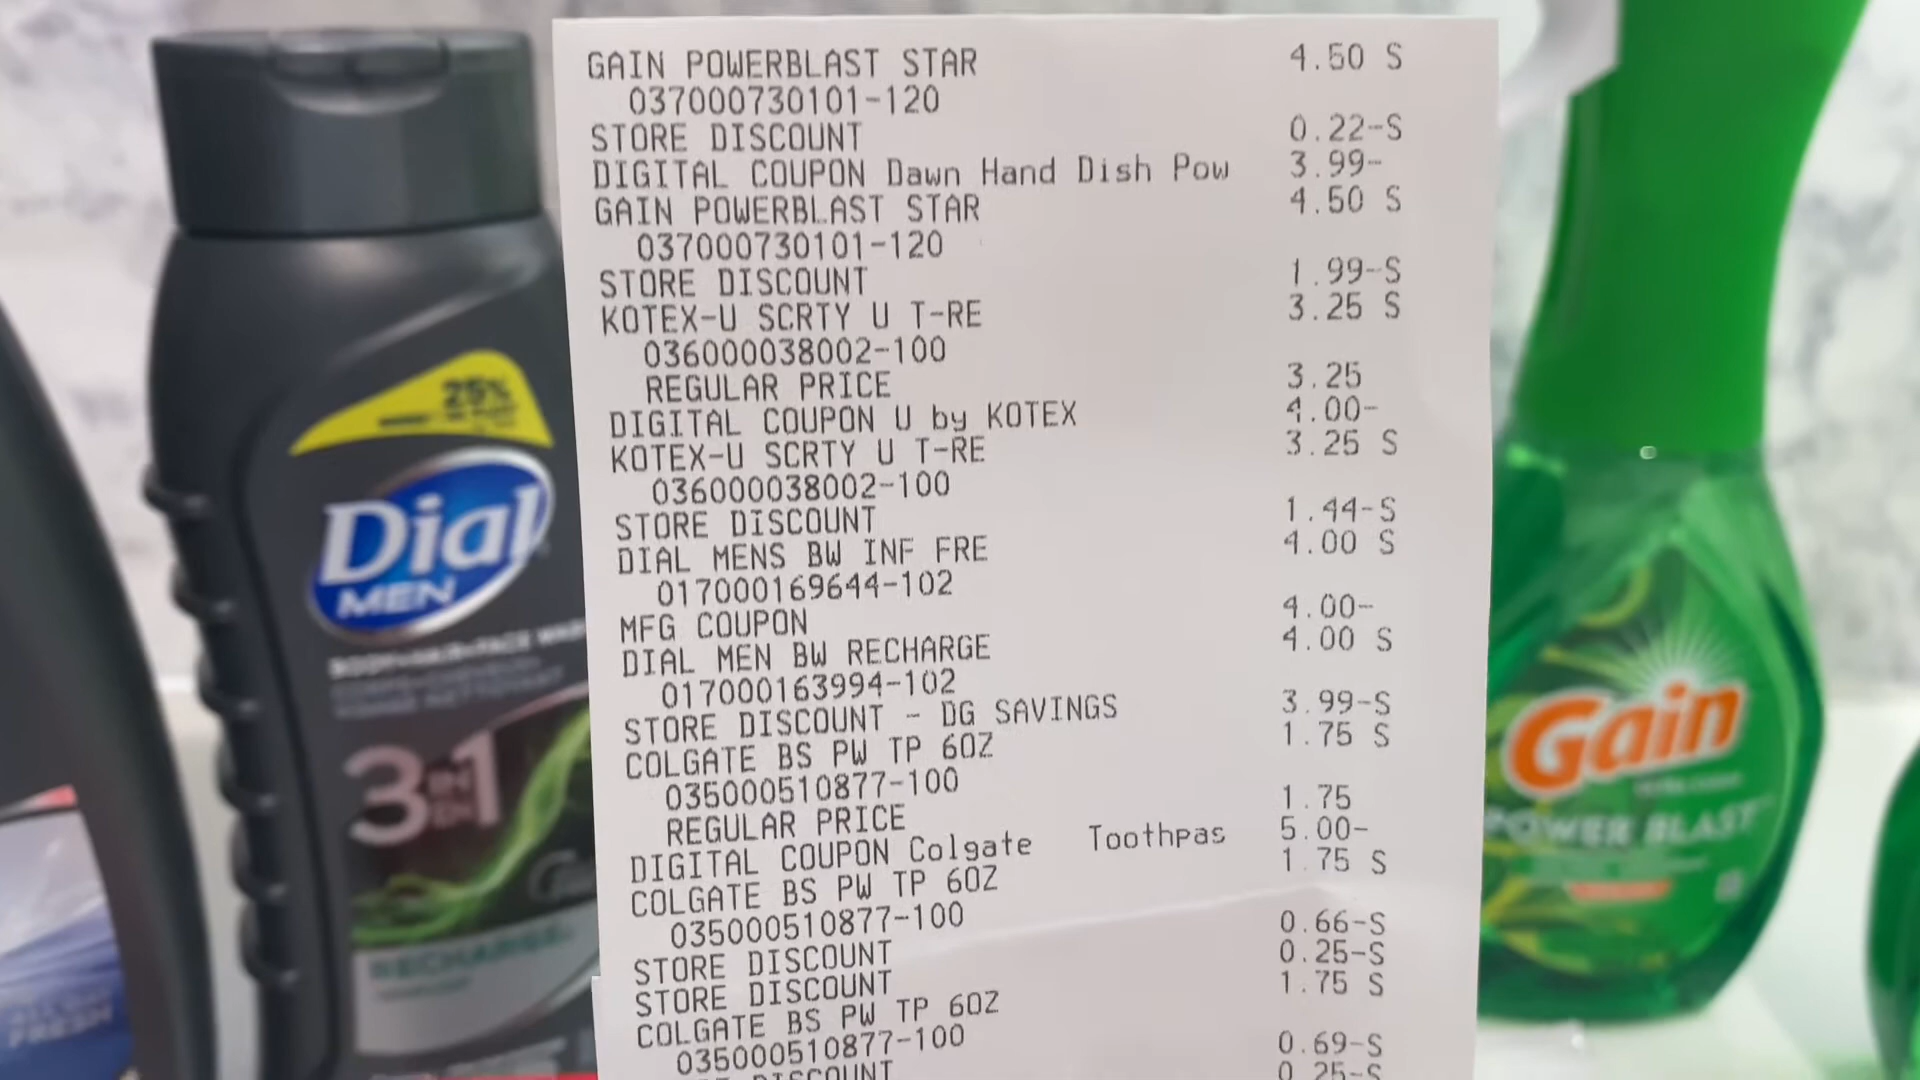 GAIN POWERBLAST STAR 4.50 S
037000730101-120
STORE DISCOUNT 0.22-S
DIGITAL COUPON Dawn Hand Dish Pow 3.99-
GAIN POWERBLAST STAR 4.50 S
037000730101-120
STORE DISCOUNT 1.99-S
KOTEX-U SCRTY U T-RE 3.25 S
036000038002-100
REGULAR PRICE 3.25
DIGITAL COUPON U by KOTEX 4.00-
KOTEX-U SCRTY U T-RE 3.25 S
036000038002-100
STORE DISCOUNT 1.44-S
DIAL MENS BW INF FRE 4.00 S
017000169644-102
MFG COUPON 4.00-
DIAL MEN BW RECHARGE 4.00 S
017000163994-102
STORE DISCOUNT - DG SAVINGS 3.99-S
COLGATE BS PW TP 6OZ 1.75 S
035000510877-100
REGULAR PRICE 1.75
DIGITAL COUPON Colgate Toothpas 5.00-
COLGATE BS PW TP 6OZ 1.75 S
035000510877-100
STORE DISCOUNT 0.66-S
STORE DISCOUNT 0.25-S
COLGATE BS PW TP 6OZ 1.75 S
035000510877-100
0.69-S
DISCOUNT 0.25-S
25%
Dial
MEN
3 IN 1
RECHARGE
FRESH
Gain
POWER BLAST